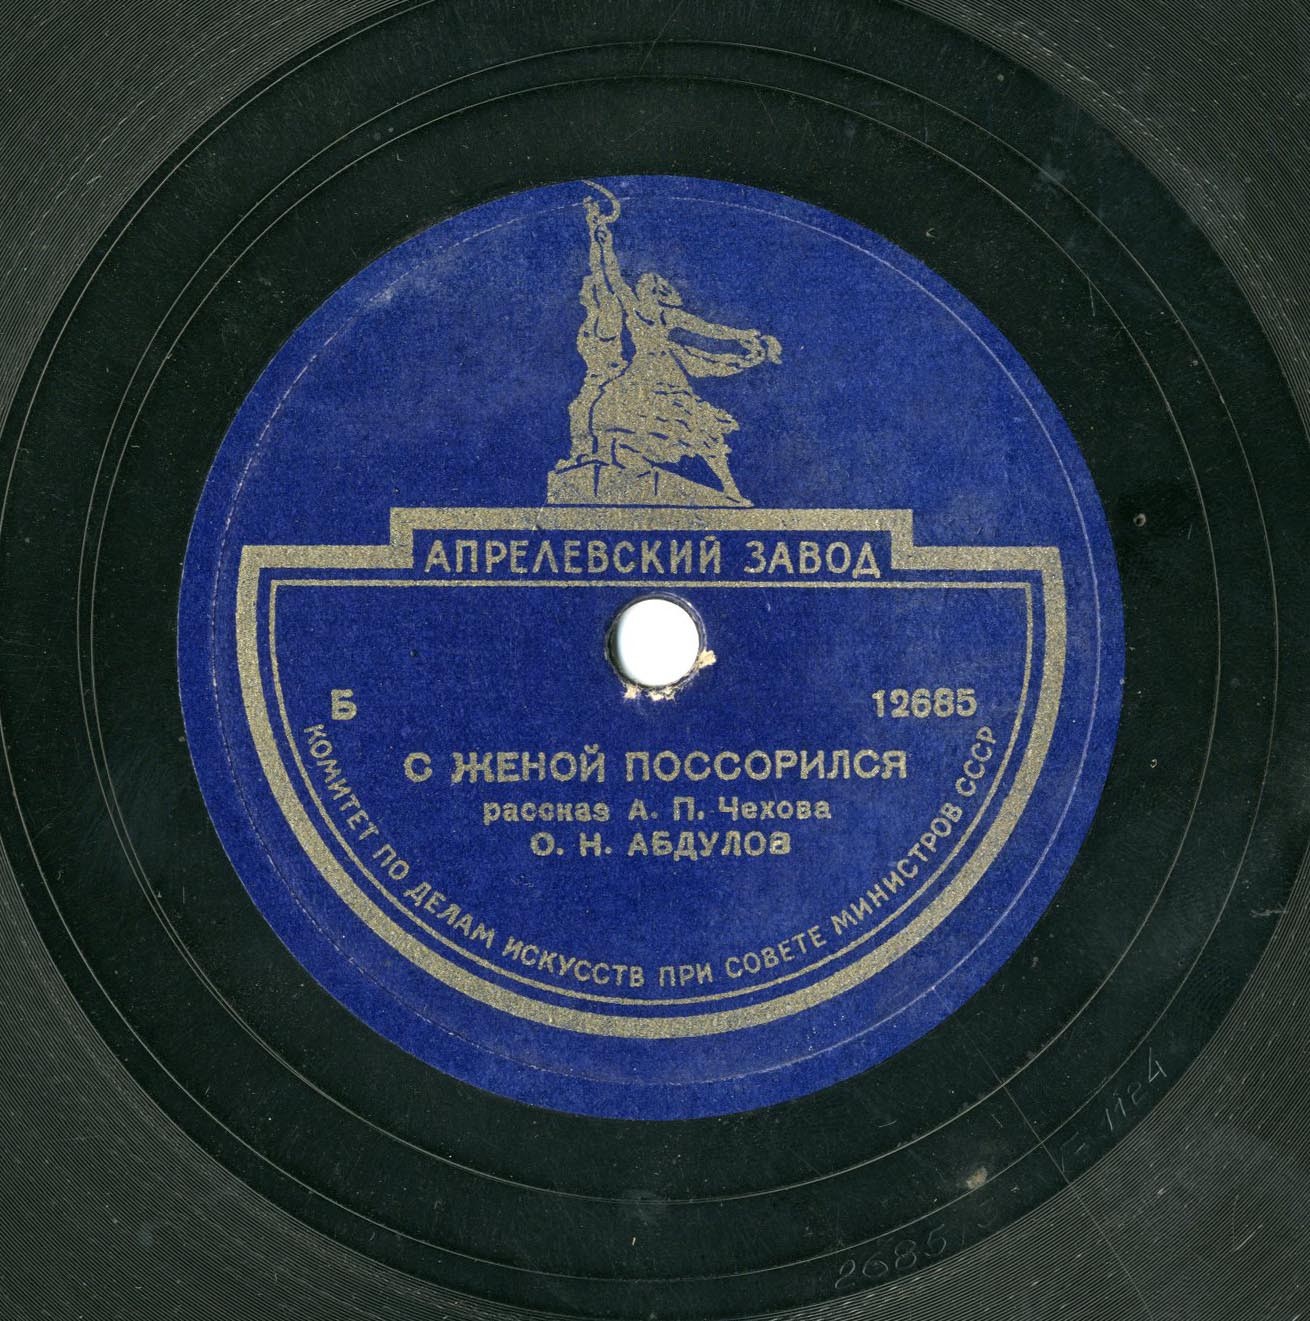 АПРЕЛЕВСКИЙ ЗАВОД
Б 12685
С ЖЕНОЙ ПОССОРИЛСЯ
рассказ А. П. Чехова
О. Н. АБДУЛОВ
КОМИТЕТ ПО ДЕЛАМ ИСКУССТВ ПРИ СОВЕТЕ МИНИСТРОВ СССР